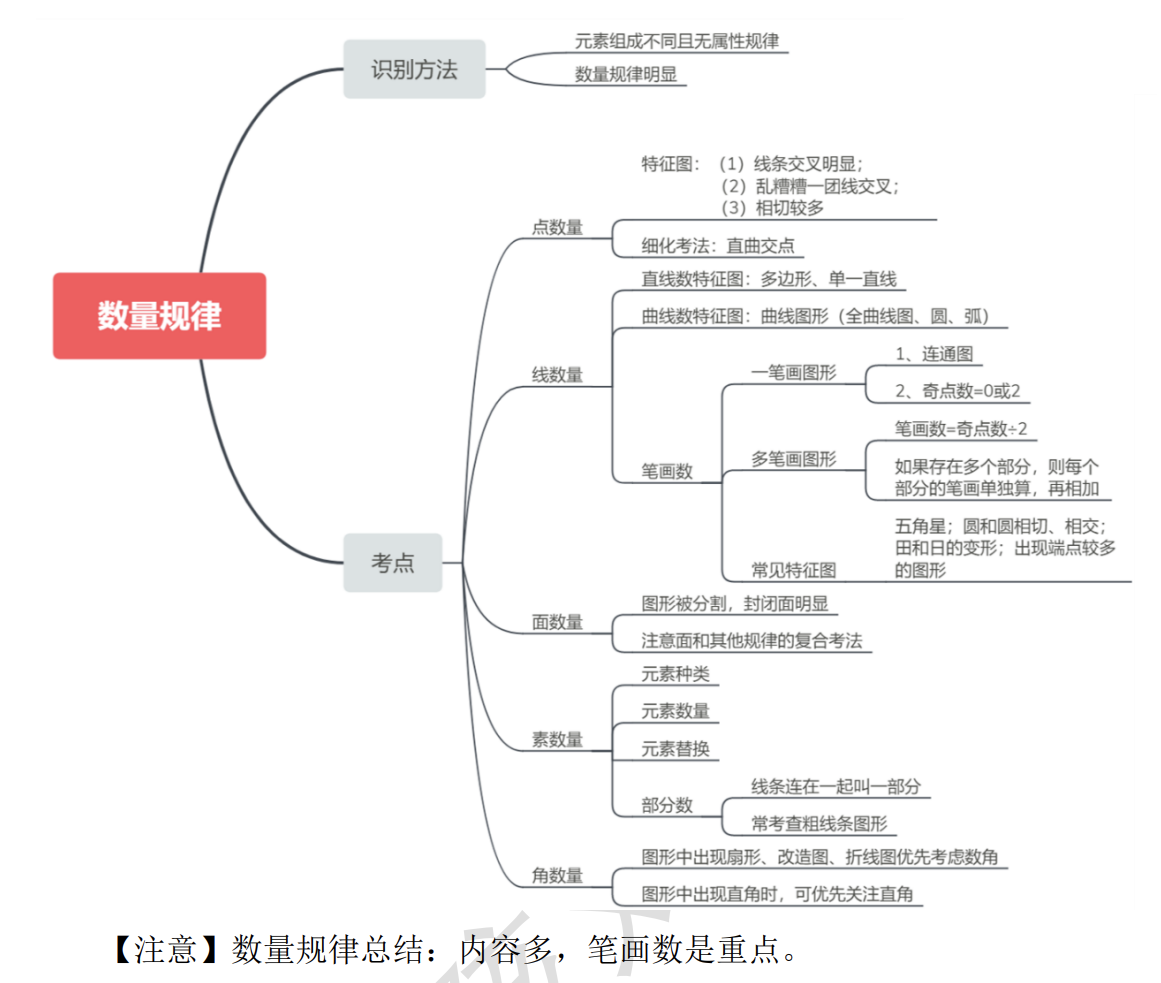 数量规律
识别方法
元素组成不同且无属性规律
数量规律明显
考点
点数量
特征图：（1）线条交叉明显；
（2）乱糟糟一团线交叉；
（3）相切较多
细化考法：直曲交点
线数量
直线数特征图：多边形、单一直线
曲线数特征图：曲线图形（全曲线图、圆、弧）
笔画数
一笔画图形
1、连通图
2、奇点数=0或2
多笔画图形
笔画数=奇点数÷2
如果存在多个部分，则每个
部分的笔画单独算，再相加
常见特征图
五角星；圆和圆相切、相交；
田和日的变形；出现端点较多
的图形
面数量
图形被分割，封闭面明显
注意面和其他规律的复合考法
素数量
元素种类
元素数量
元素替换
部分数
线条连在一起叫一部分
常考查粗线条图形
角数量
图形中出现扇形、改造图、折线图优先考虑数角
图形中出现直角时，可优先关注直角
【注意】数量规律总结：内容多，笔画数是重点。